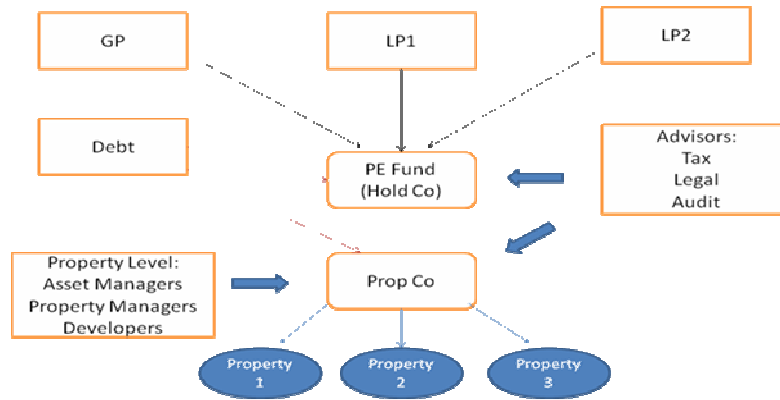 GP
LP1
LP2
Debt
PE Fund
(Hold Co)
Advisors:
Tax
Legal
Audit
Property Level:
Asset Managers
Property Managers
Developers
Prop Co
Property
1
Property
2
Property
3